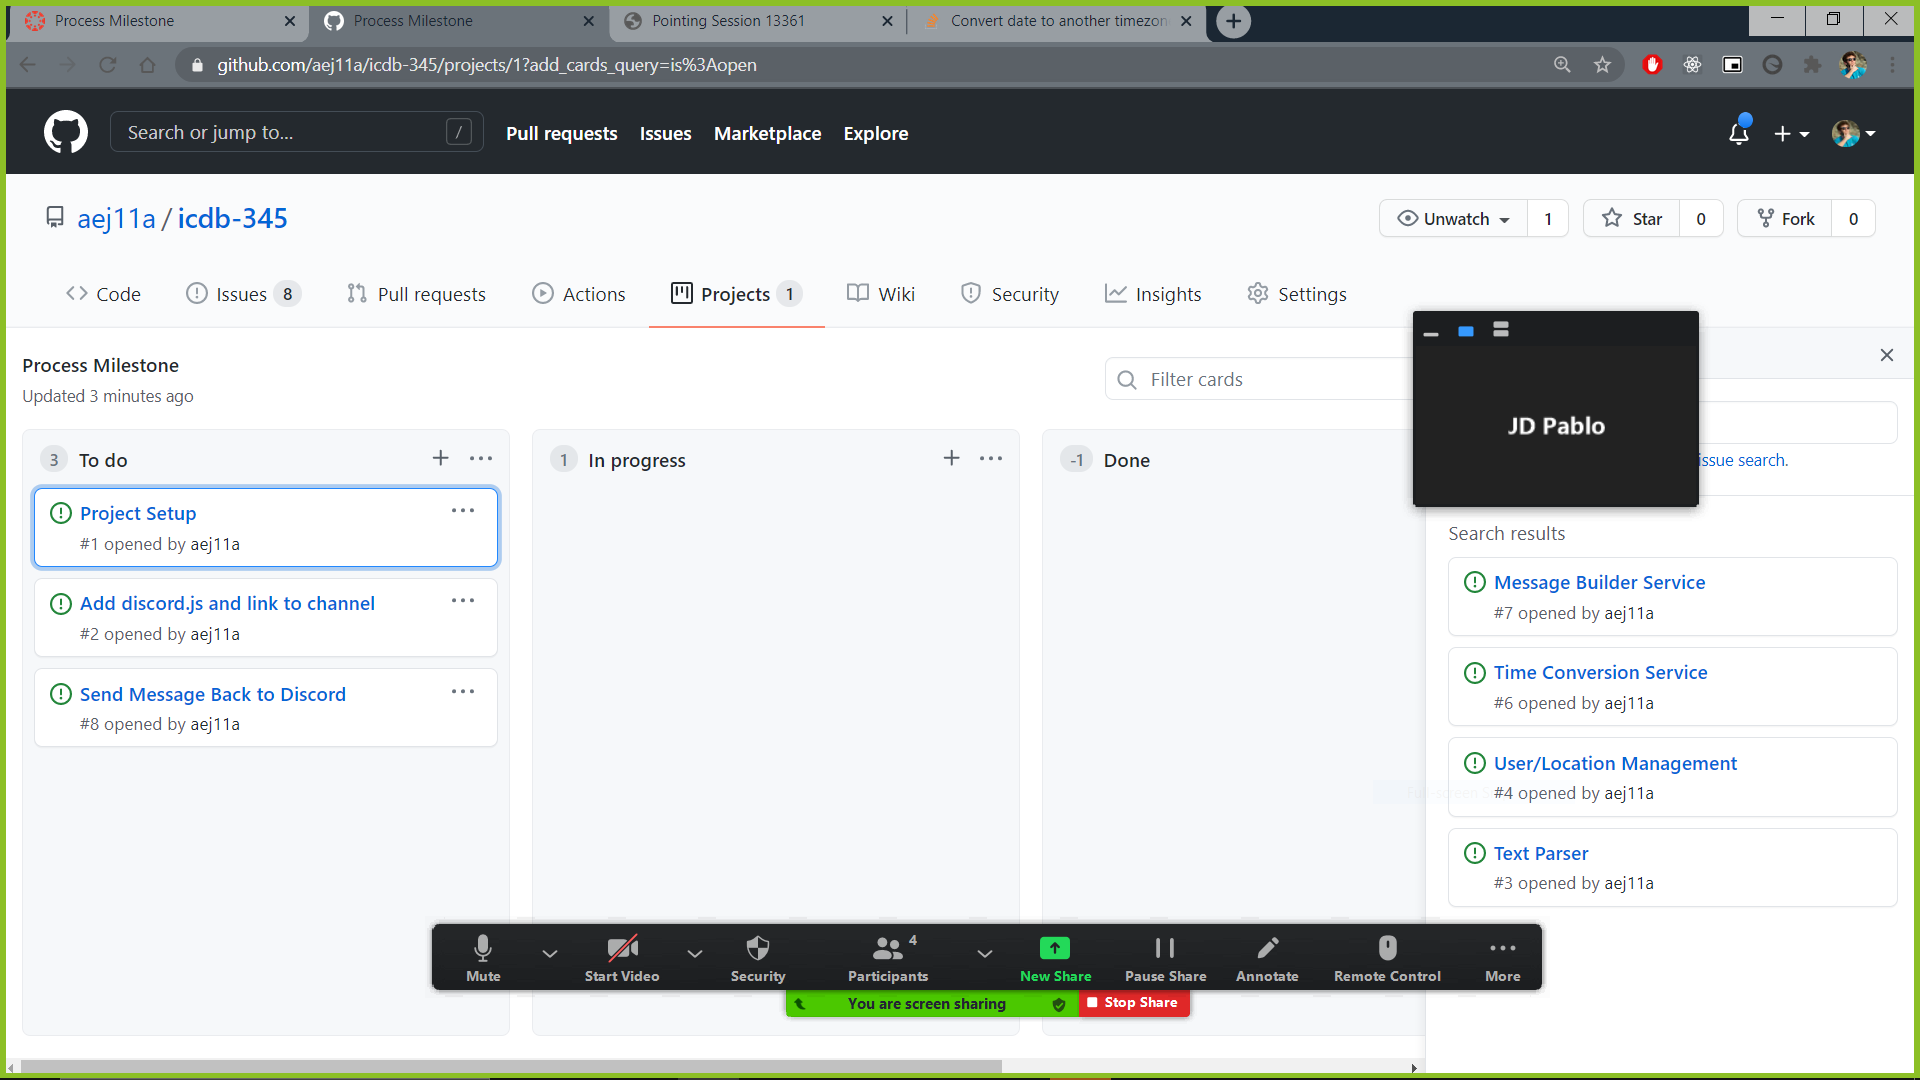 Process Milestone
Process Milestone
Pointing Session 13361
Convert date to another timezon
github.com/aej11a/icdb-345/projects/1?add_cards_query=is%3Aopen
Search or jump to...
/
Pull requests
Issues
Marketplace
Explore
aej11a / icdb-345
Unwatch
1
Star
0
Fork
0
Code
Issues 8
Pull requests
Actions
Projects 1
Wiki
Security
Insights
Settings
Process Milestone
Updated 3 minutes ago
Filter cards
JD Pablo
issue search.
3 To do
Project Setup
#1 opened by aej11a
Add discord.js and link to channel
#2 opened by aej11a
Send Message Back to Discord
#8 opened by aej11a
1 In progress
-1 Done
Search results
Message Builder Service
#7 opened by aej11a
Time Conversion Service
#6 opened by aej11a
User/Location Management
#4 opened by aej11a
Text Parser
#3 opened by aej11a
Mute
Start Video
Security
Participants
4
New Share
Pause Share
Annotate
Remote Control
More
You are screen sharing
Stop Share